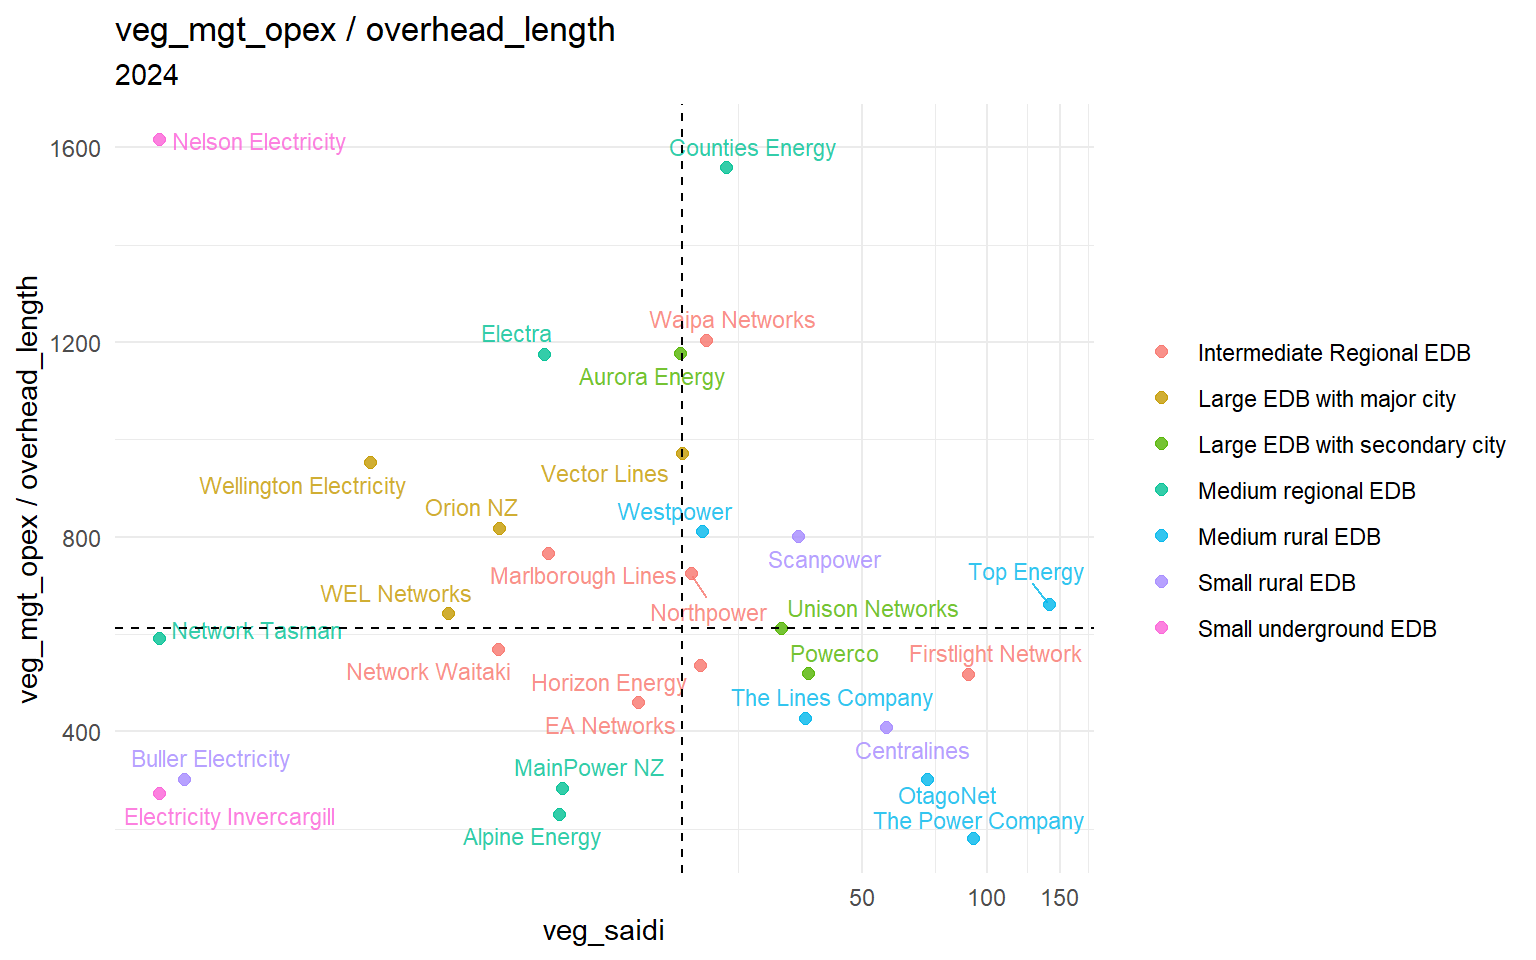 veg_mgt_opex / overhead_length
2024
Nelson Electricity
Counties Energy
Waipa Networks
Electra
Aurora Energy
Vector Lines
Wellington Electricity
Orion NZ
Westpower
Scanpower
Marlborough Lines
Top Energy
WEL Networks
Northpower
Unison Networks
Network Tasman
Powerco
Firstlight Network
Network Waitaki
Horizon Energy
The Lines Company
EA Networks
Centralines
Buller Electricity
MainPower NZ
OtagoNet
Electricity Invercargill
The Power Company
Alpine Energy
1600
1200
800
400
50
100
150
veg_saidi
veg_mgt_opex / overhead_length
Intermediate Regional EDB
Large EDB with major city
Large EDB with secondary city
Medium regional EDB
Medium rural EDB
Small rural EDB
Small underground EDB